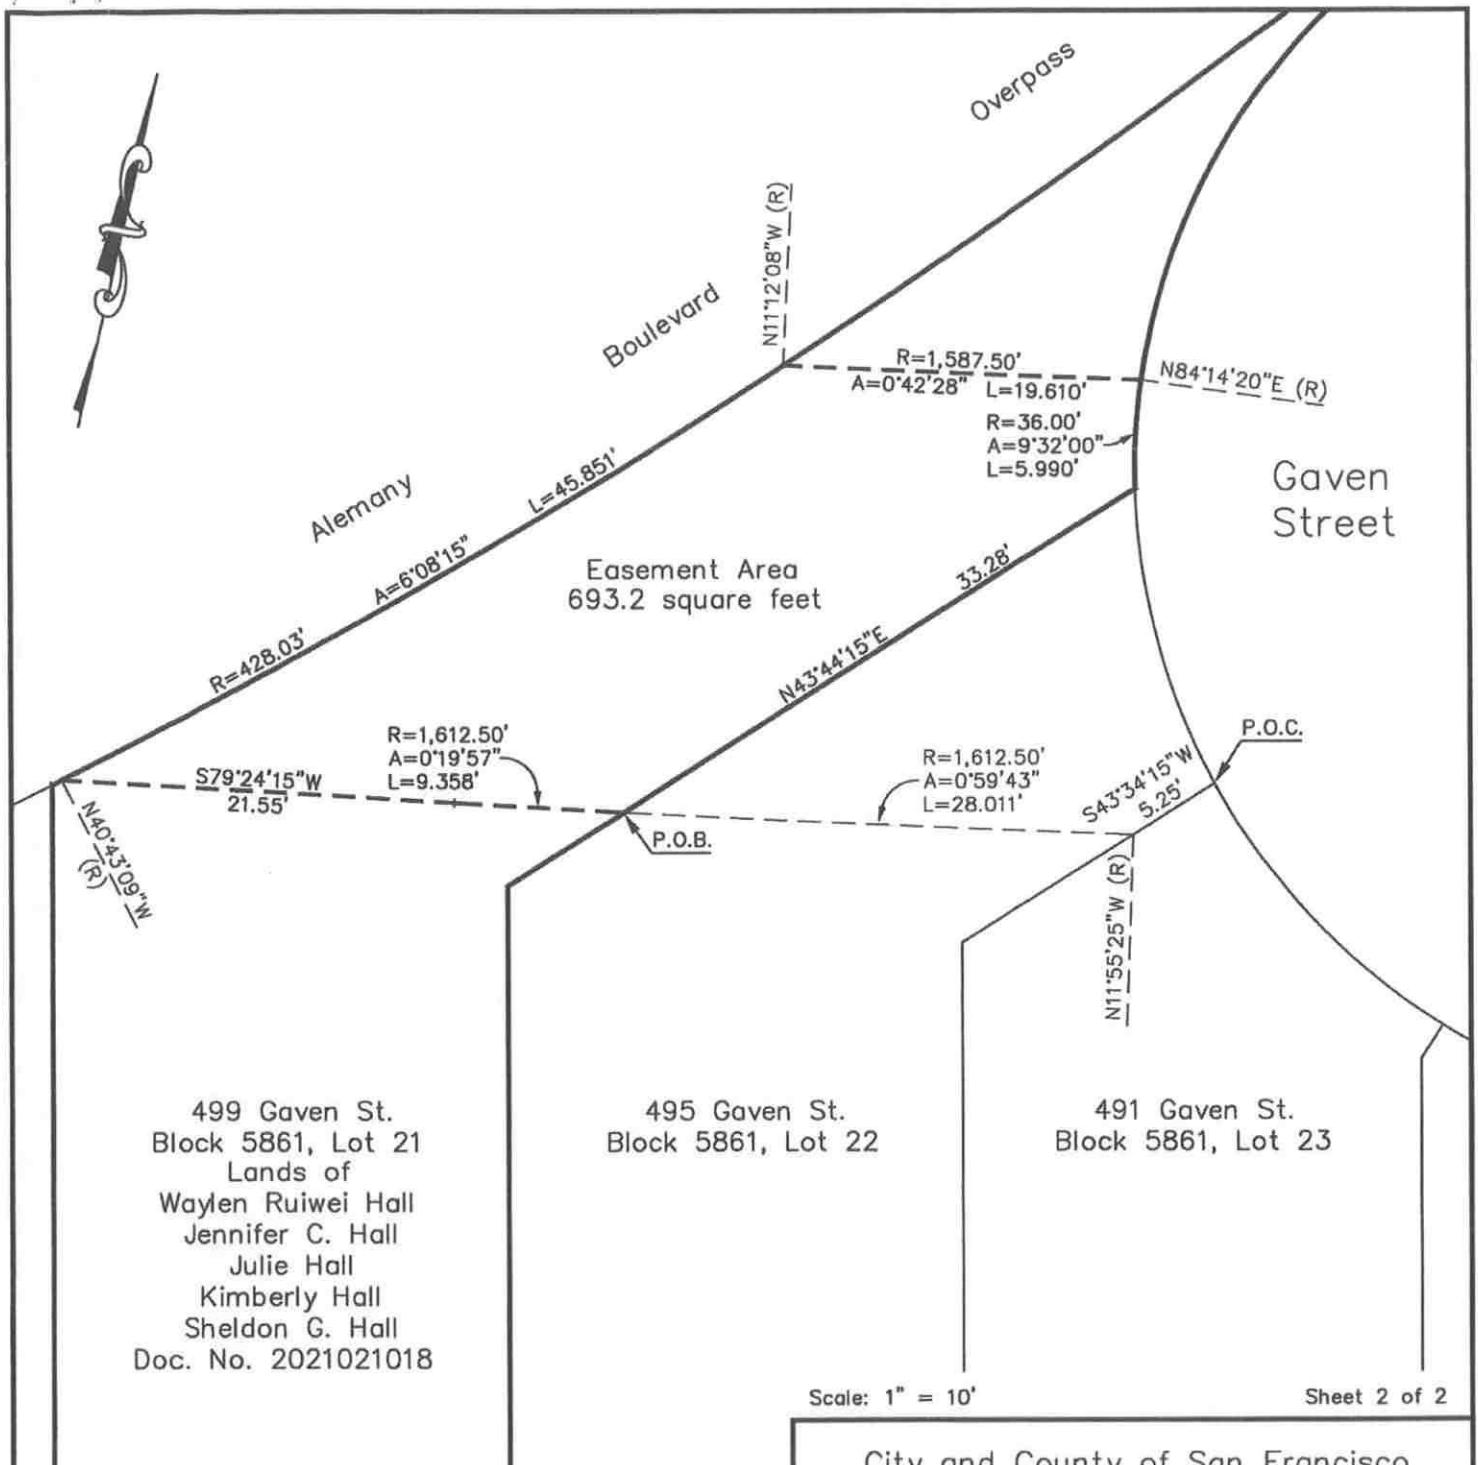 Overpass
N11°12'08"W (R)
Boulevard
R=1,587.50'
A=0°42'28" L=19.610'
N84°14'20"E (R)
R=36.00'
A=9°32'00"
L=5.990'
Gaven
Street
Alemany
L=45.851'
A=6°08'15"
R=428.03'
Easement Area
693.2 square feet
33.28'
N43°44'15"E
R=1,612.50'
A=0°19'57"
L=9.358'
S79°24'15"W
21.55'
R=1,612.50'
A=0°59'43"
L=28.011'
P.O.C.
S43°34'15"W
5.25'
P.O.B.
N40°43'09"W
(R)
N11°55'25"W (R)
499 Gaven St.
Block 5861, Lot 21
Lands of
Waylen Ruiwei Hall
Jennifer C. Hall
Julie Hall
Kimberly Hall
Sheldon G. Hall
Doc. No. 2021021018
495 Gaven St.
Block 5861, Lot 22
491 Gaven St.
Block 5861, Lot 23
Scale: 1" = 10'
Sheet 2 of 2
City and County of San Francisco